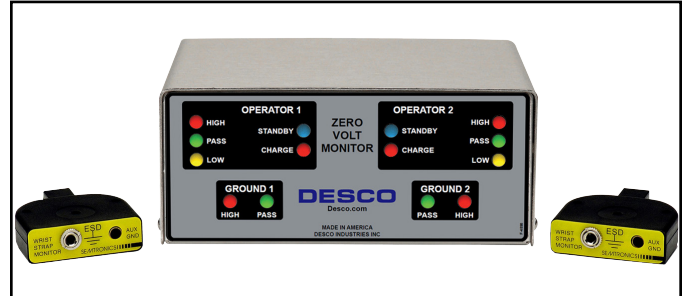 OPERATOR 1
HIGH
PASS
LOW
STANDBY
CHARGE
ZERO
VOLT
MONITOR
OPERATOR 2
STANDBY
CHARGE
HIGH
PASS
LOW
GROUND 1
HIGH PASS
DESCO
Desco.com
GROUND 2
PASS HIGH
MADE IN AMERICA
DESCO INDUSTRIES INC
WRIST
STRAP
MONITOR
ESD
AUX
GND
SEMTRONICS
WRIST
STRAP
MONITOR
ESD
AUX
GND
SEMTRONICS